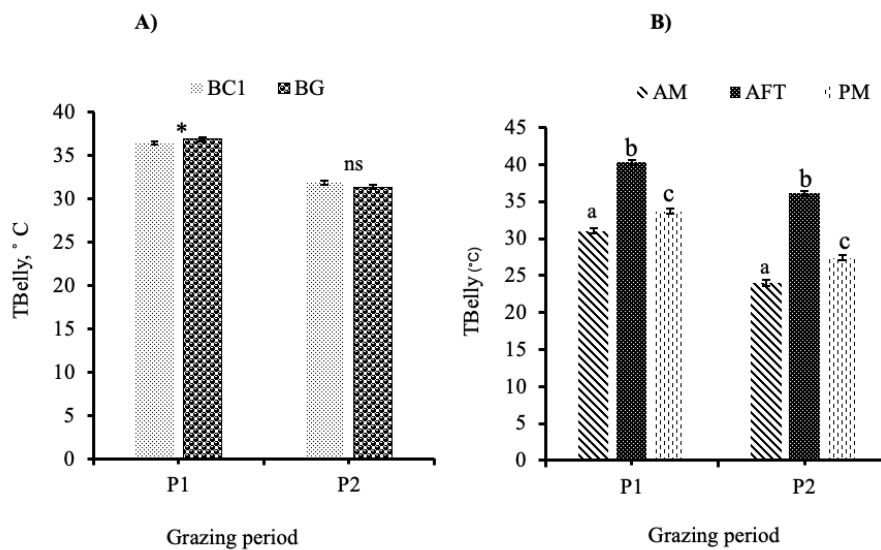 A)
BC1 BG
40
35
30
25
20
15
10
5
0
TBelly, ° C
*
ns
P1 P2
Grazing period
B)
AM AFT PM
45
40
35
30
25
20
15
10
5
0
TBelly (°C)
a b c
a b c
P1 P2
Grazing period